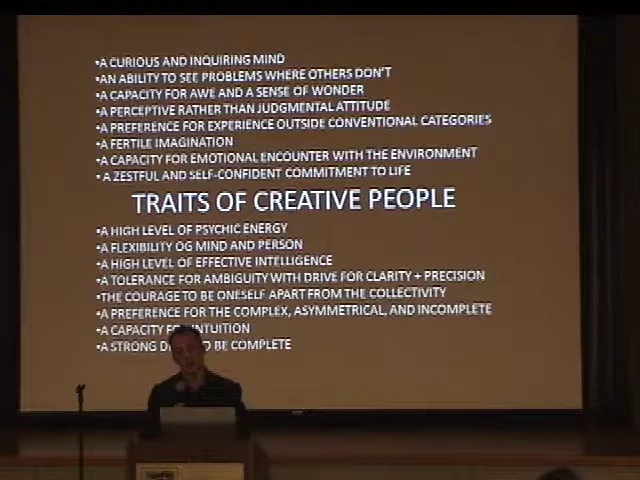 •A CURIOUS AND INQUIRING MIND
•AN ABILITY TO SEE PROBLEMS WHERE OTHERS DON'T
•A CAPACITY FOR AWE AND A SENSE OF WONDER
•A PERCEPTIVE RATHER THAN JUDGMENTAL ATTITUDE
•A PREFERENCE FOR EXPERIENCE OUTSIDE CONVENTIONAL CATEGORIES
•A FERTILE IMAGINATION
•A CAPACITY FOR EMOTIONAL ENCOUNTER WITH THE ENVIRONMENT
•A ZESTFUL AND SELF-CONFIDENT COMMITMENT TO LIFE
TRAITS OF CREATIVE PEOPLE
•A HIGH LEVEL OF PSYCHIC ENERGY
•A FLEXIBILITY OG MIND AND PERSON
•A HIGH LEVEL OF EFFECTIVE INTELLIGENCE
•A TOLERANCE FOR AMBIGUITY WITH DRIVE FOR CLARITY + PRECISION
•THE COURAGE TO BE ONESELF APART FROM THE COLLECTIVITY
•A PREFERENCE FOR THE COMPLEX, ASYMMETRICAL, AND INCOMPLETE
•A CAPACITY INTUITION
•A STRONG TO BE COMPLETE